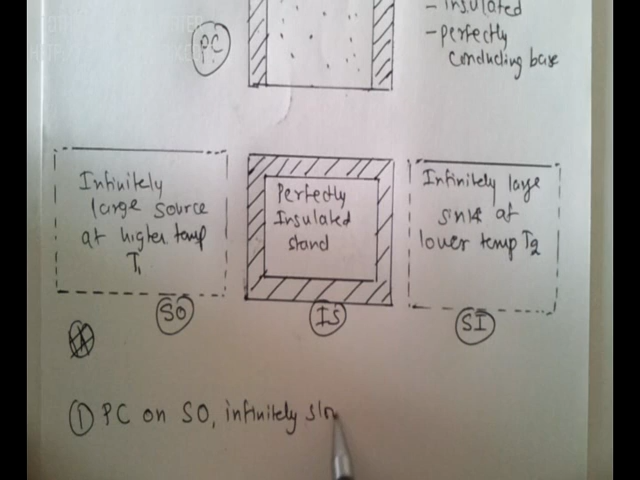 - insulated
- perfectly
conducting base
PC
Infinitely
large source
at higher temp
T1
Perfectly
Insulated
stand
Infinitely large
sink at
lower temp T2
SO
IS
SI
① PC on SO, infinitely slo